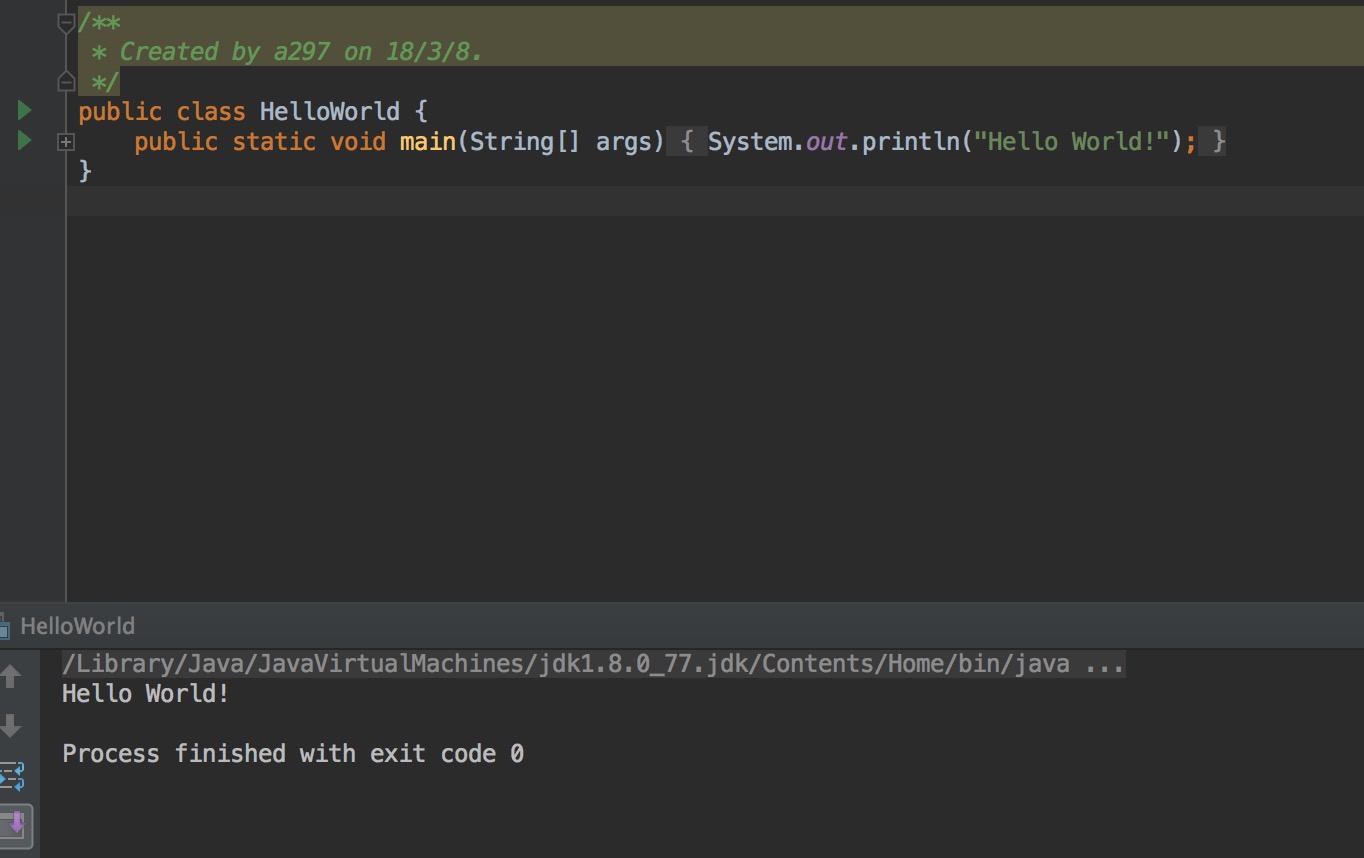 /**
 * Created by a297 on 18/3/8.
 */
public class HelloWorld {
    public static void main(String[] args) { System.out.println("Hello World!"); }
}
HelloWorld
/Library/Java/JavaVirtualMachines/jdk1.8.0_77.jdk/Contents/Home/bin/java ...
Hello World!
Process finished with exit code 0